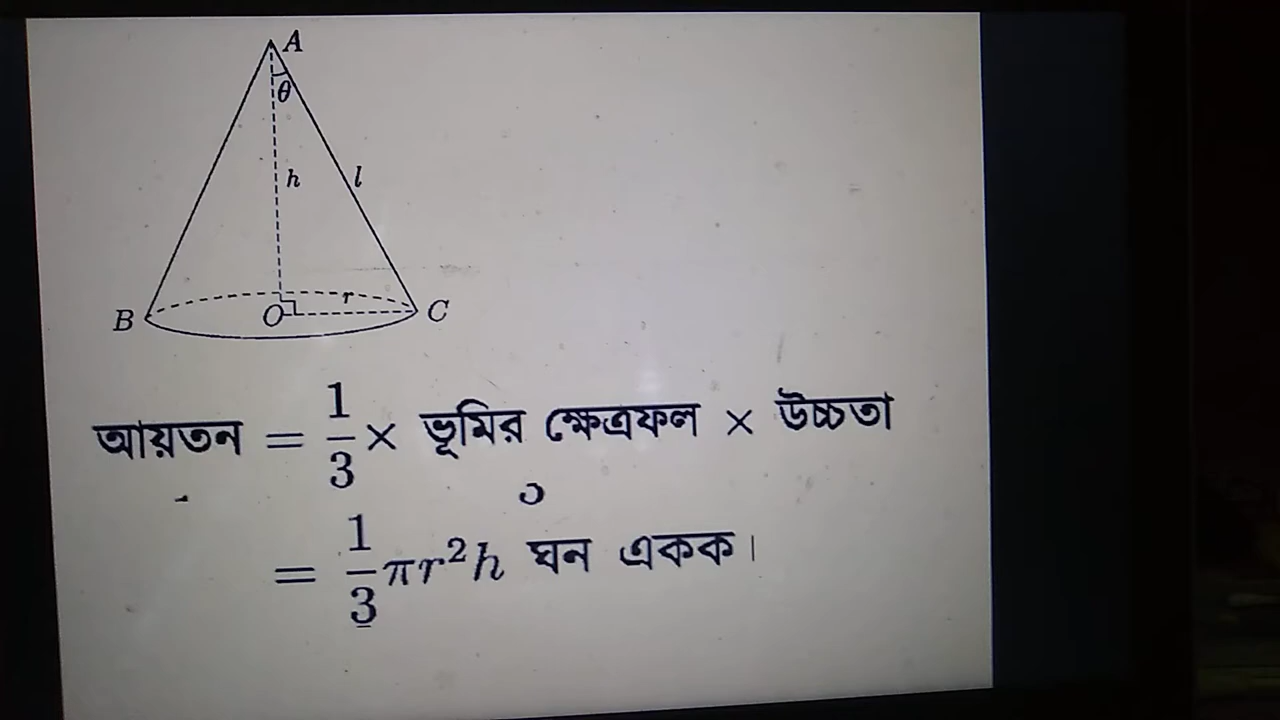 A
θ
h l
r
B O C
আয়তন = 1/3 × ভূমির ক্ষেত্রফল × উচ্চতা
= 1/3 πr²h ঘন একক।